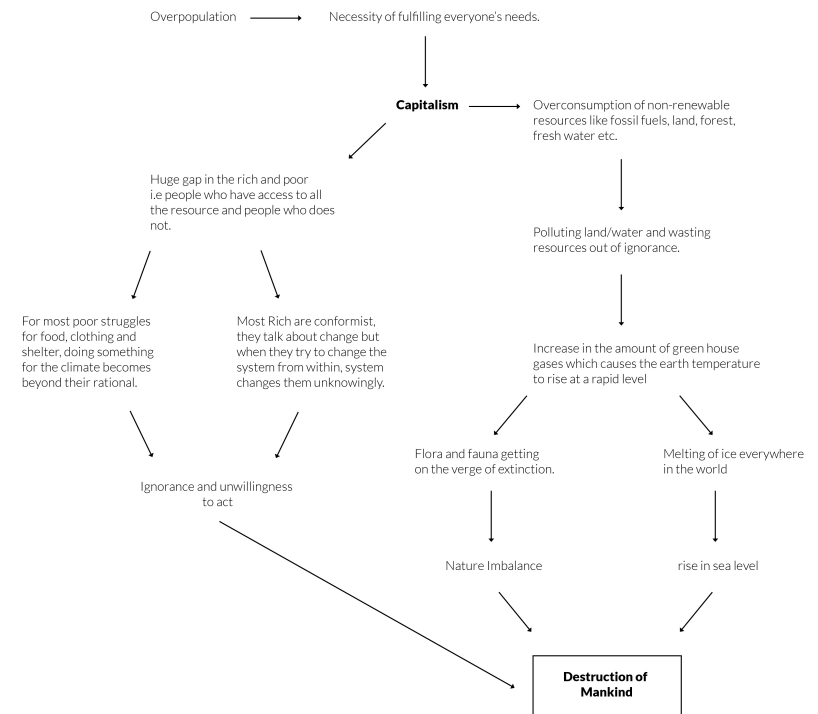 Overpopulation
Necessity of fulfilling everyone's needs.
Capitalism
Overconsumption of non-renewable
resources like fossil fuels, land, forest,
fresh water etc.
Huge gap in the rich and poor
i.e people who have access to all
the resource and people who does
not.
Polluting land/water and wasting
resources out of ignorance.
For most poor struggles
for food, clothing and
shelter, doing something
for the climate becomes
beyond their rational.
Most Rich are conformist,
they talk about change but
when they try to change the
system from within, system
changes them unknowingly.
Increase in the amount of green house
gases which causes the earth temperature
to rise at a rapid level
Flora and fauna getting
on the verge of extinction.
Melting of ice everywhere
in the world
Ignorance and unwillingness
to act
Nature Imbalance
rise in sea level
Destruction of
Mankind